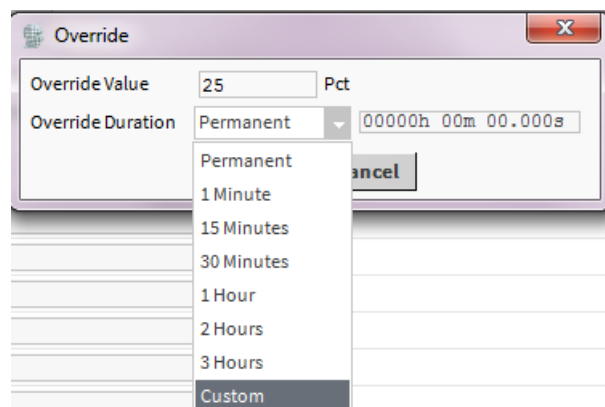 Override
Override Value 25 Pct
Override Duration Permanent 00000h 00m 00.000s
Permanent
ancel
1 Minute
15 Minutes
30 Minutes
1 Hour
2 Hours
3 Hours
Custom